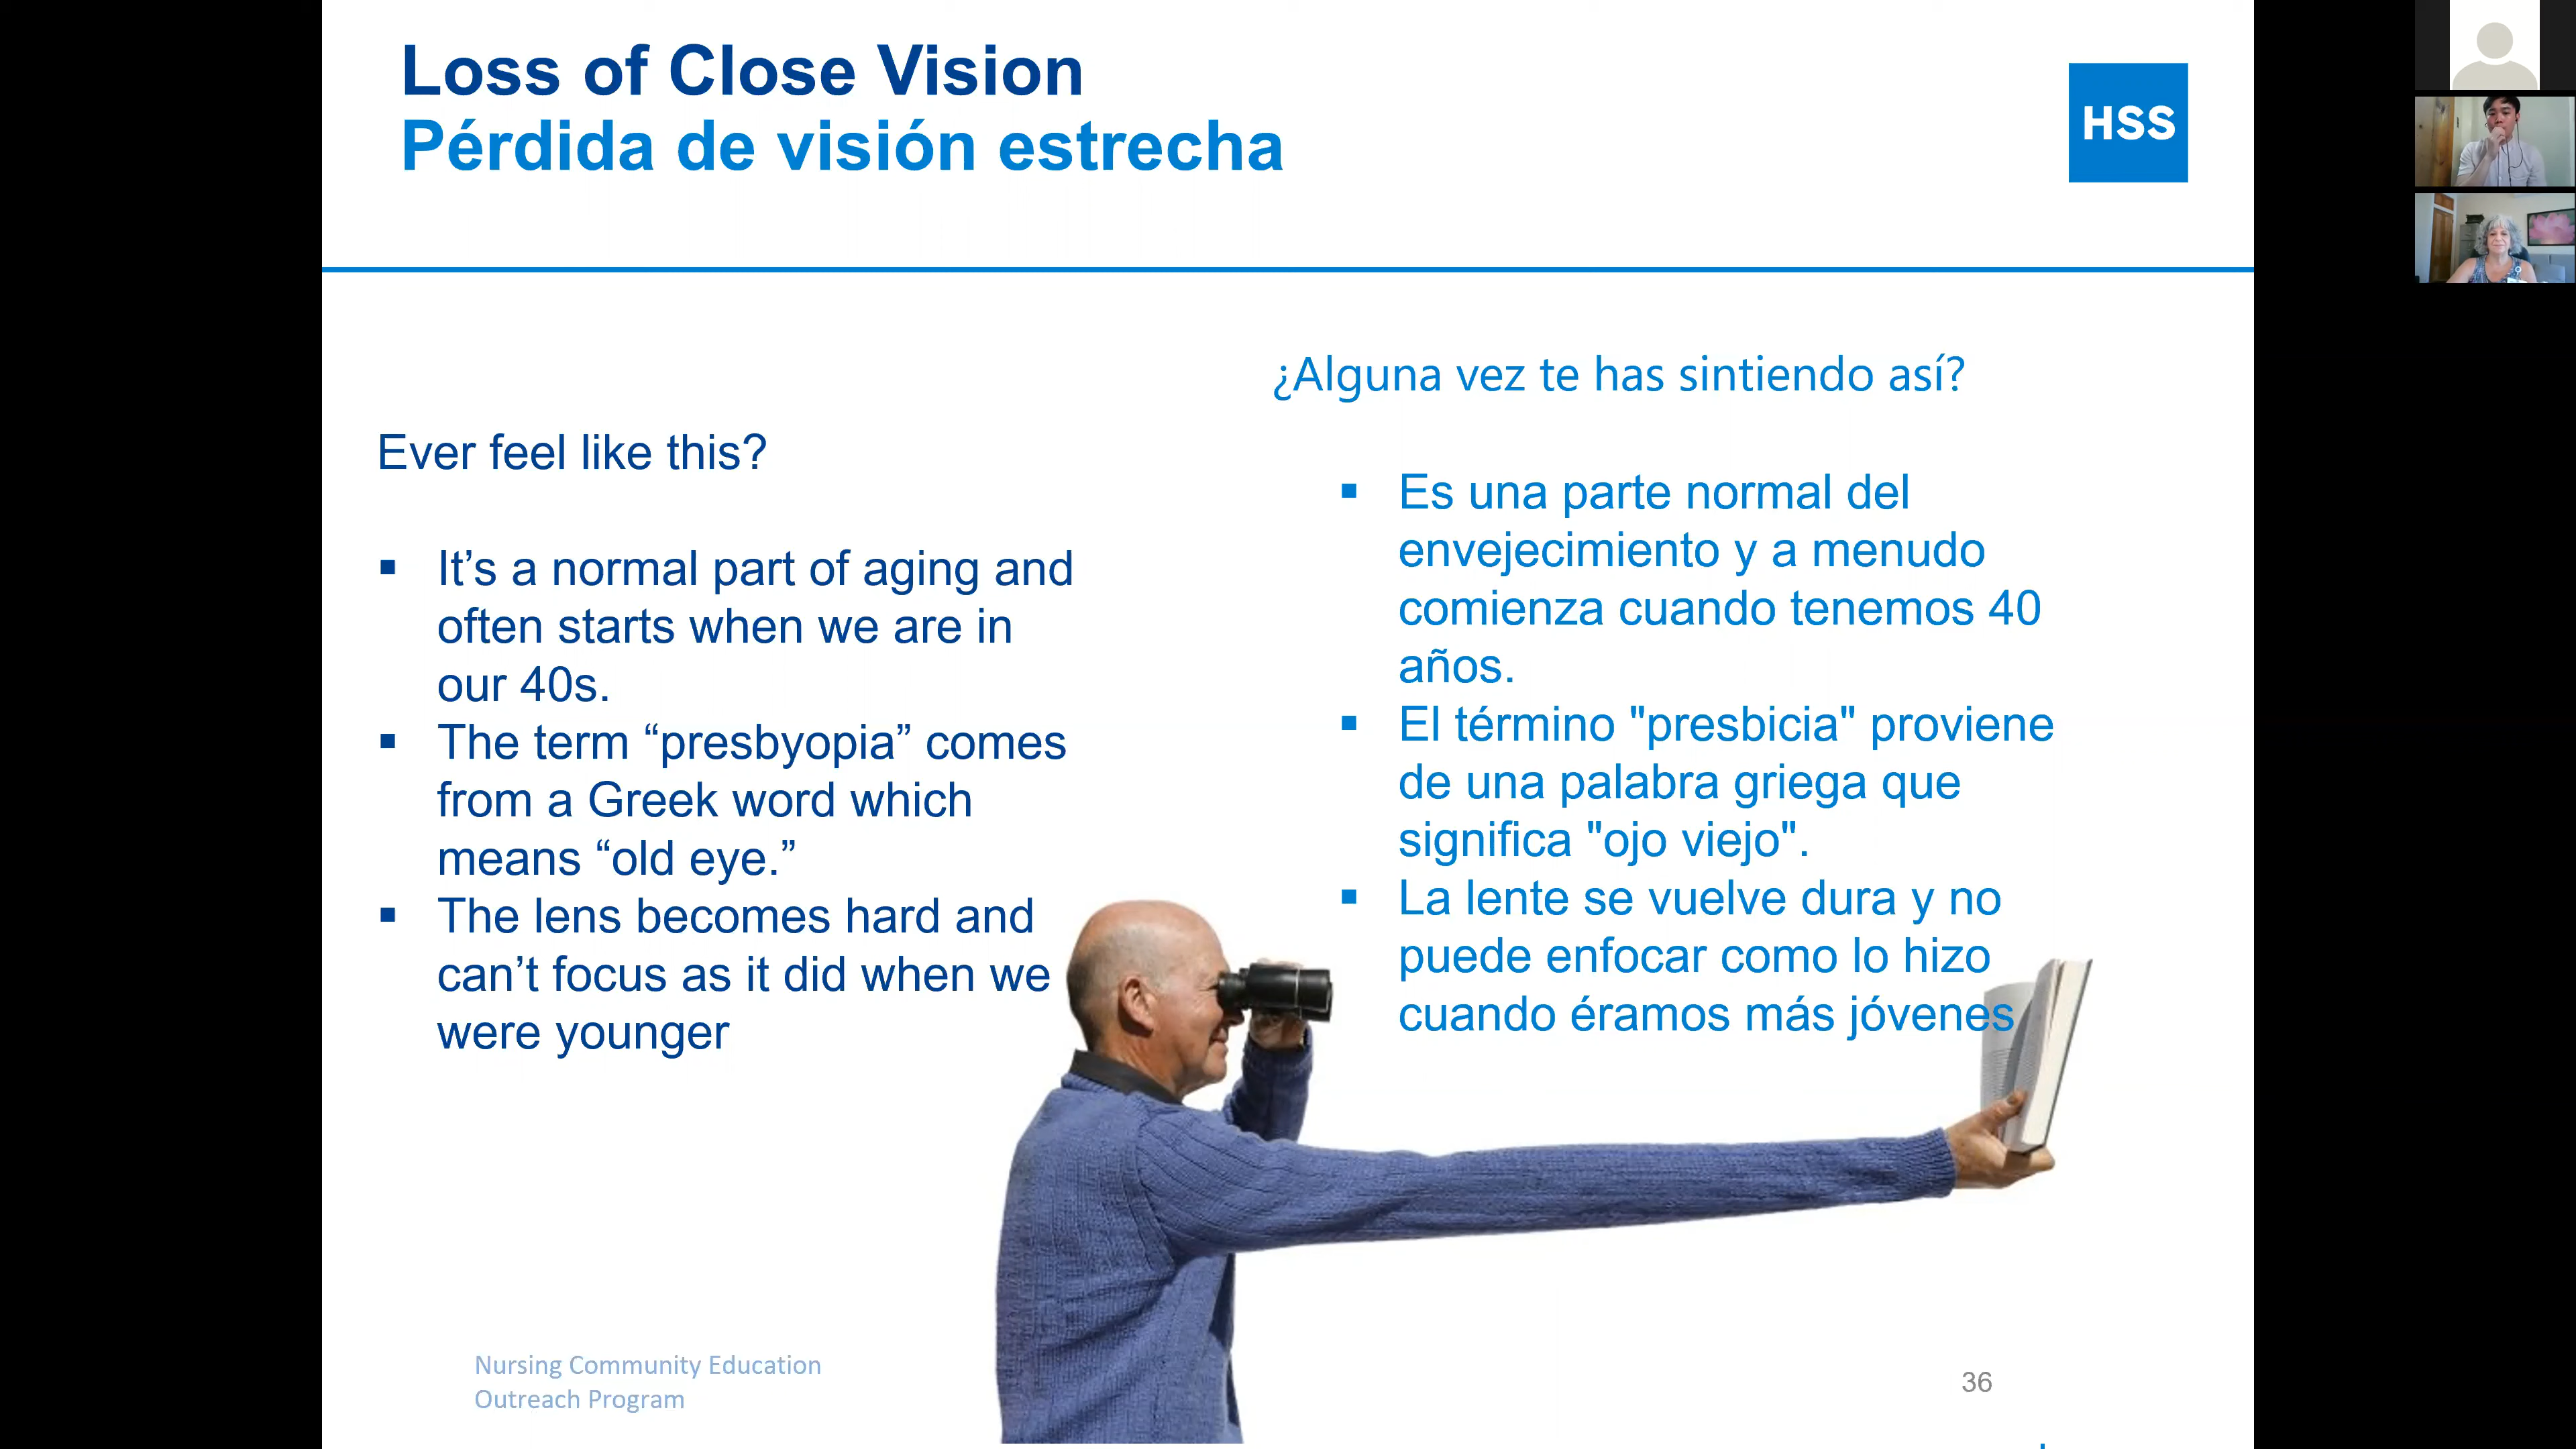 Loss of Close Vision
Pérdida de visión estrecha
HSS
Ever feel like this?
▪ It’s a normal part of aging and
often starts when we are in
our 40s.
▪ The term “presbyopia” comes
from a Greek word which
means “old eye.”
▪ The lens becomes hard and
can’t focus as it did when we
were younger
¿Alguna vez te has sintiendo así?
▪ Es una parte normal del
envejecimiento y a menudo
comienza cuando tenemos 40
años.
▪ El término "presbicia" proviene
de una palabra griega que
significa "ojo viejo".
▪ La lente se vuelve dura y no
puede enfocar como lo hizo
cuando éramos más jóvenes
Nursing Community Education
Outreach Program
36